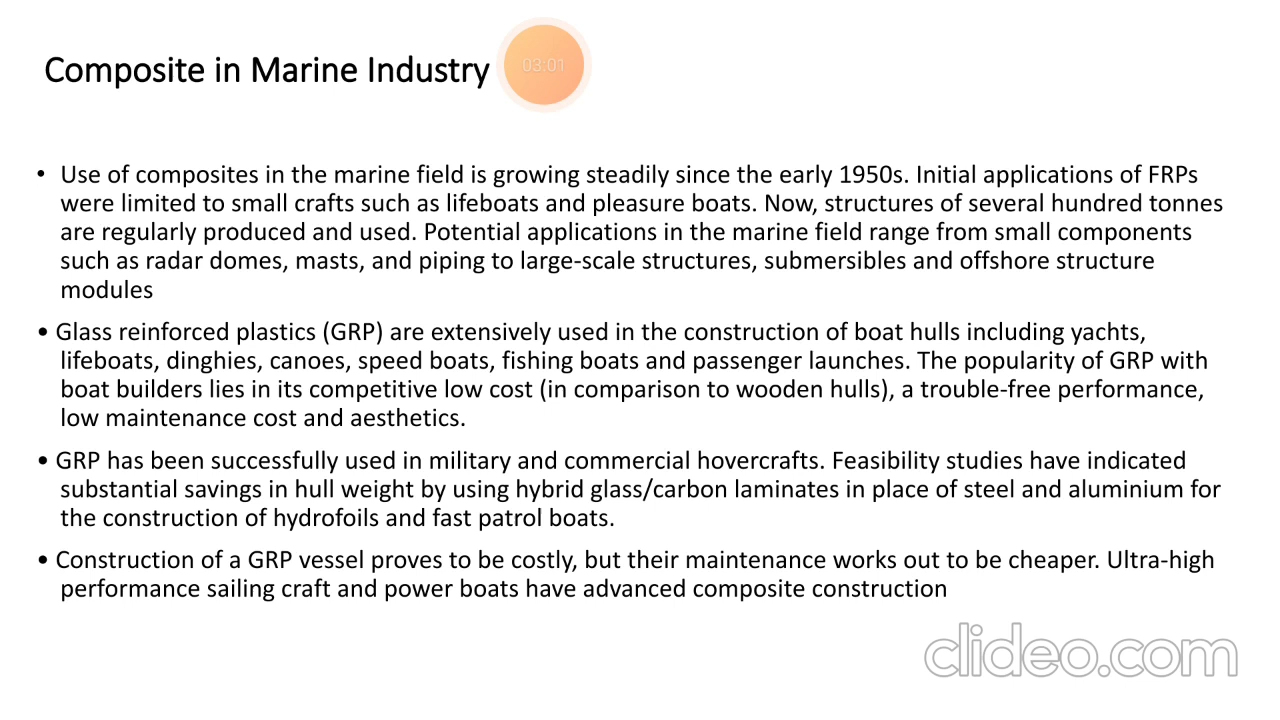 Composite in Marine Industry
03:01
• Use of composites in the marine field is growing steadily since the early 1950s. Initial applications of FRPs
were limited to small crafts such as lifeboats and pleasure boats. Now, structures of several hundred tonnes
are regularly produced and used. Potential applications in the marine field range from small components
such as radar domes, masts, and piping to large-scale structures, submersibles and offshore structure
modules
• Glass reinforced plastics (GRP) are extensively used in the construction of boat hulls including yachts,
lifeboats, dinghies, canoes, speed boats, fishing boats and passenger launches. The popularity of GRP with
boat builders lies in its competitive low cost (in comparison to wooden hulls), a trouble-free performance,
low maintenance cost and aesthetics.
• GRP has been successfully used in military and commercial hovercrafts. Feasibility studies have indicated
substantial savings in hull weight by using hybrid glass/carbon laminates in place of steel and aluminium for
the construction of hydrofoils and fast patrol boats.
• Construction of a GRP vessel proves to be costly, but their maintenance works out to be cheaper. Ultra-high
performance sailing craft and power boats have advanced composite construction
clideo.com